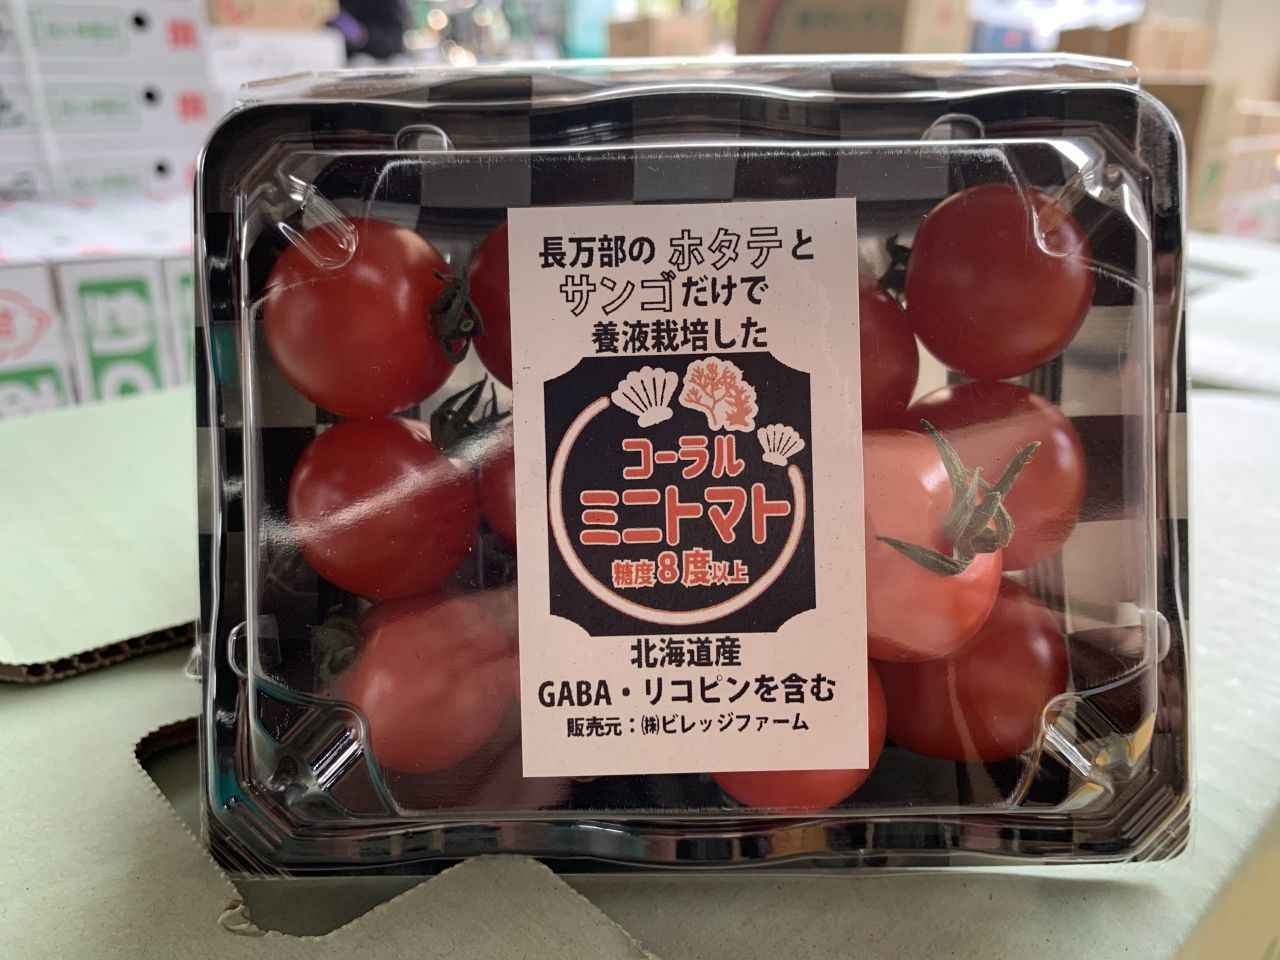 長万部のホタテと
サンゴだけで
養液栽培した
コーラル
ミニトマト
糖度8度以上
北海道産
GABA・リコピンを含む
販売元：㈱ビレッジファーム